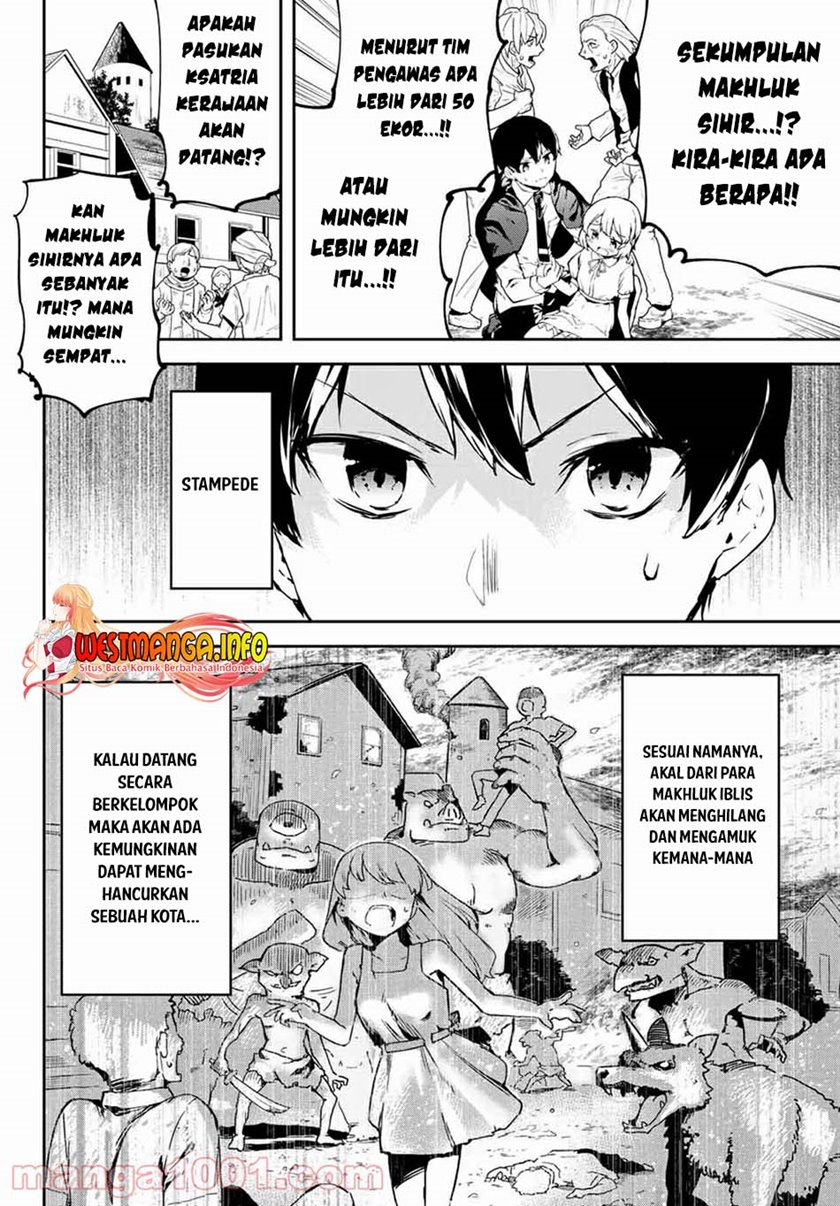 SEKUMPULAN
MAKHLUK
SIHIR...!?
KIRA-KIRA ADA
BERAPA!!
MENURUT TIM
PENGAWAS ADA
LEBIH DARI 50
EKOR...!!
ATAU
MUNGKIN
LEBIH DARI
ITU...!!
APAKAH
PASUKAN
KSATRIA
KERAJAAN
AKAN
DATANG!?
KAN
MAKHLUK
SIHIRNYA ADA
SEBANYAK
ITU!? MANA
MUNGKIN
SEMPAT...
STAMPEDE
WESTMANGA.INFO
Situs Baca Komik Berbahasa Indonesia
SESUAI NAMANYA,
AKAL DARI PARA
MAKHLUK IBLIS
AKAN MENGHILANG
DAN MENGAMUK
KEMANA-MANA
KALAU DATANG
SECARA
BERKELOMPOK
MAKA AKAN ADA
KEMUNGKINAN
DAPAT MENG-
HANCURKAN
SEBUAH KOTA...
manga1001.com